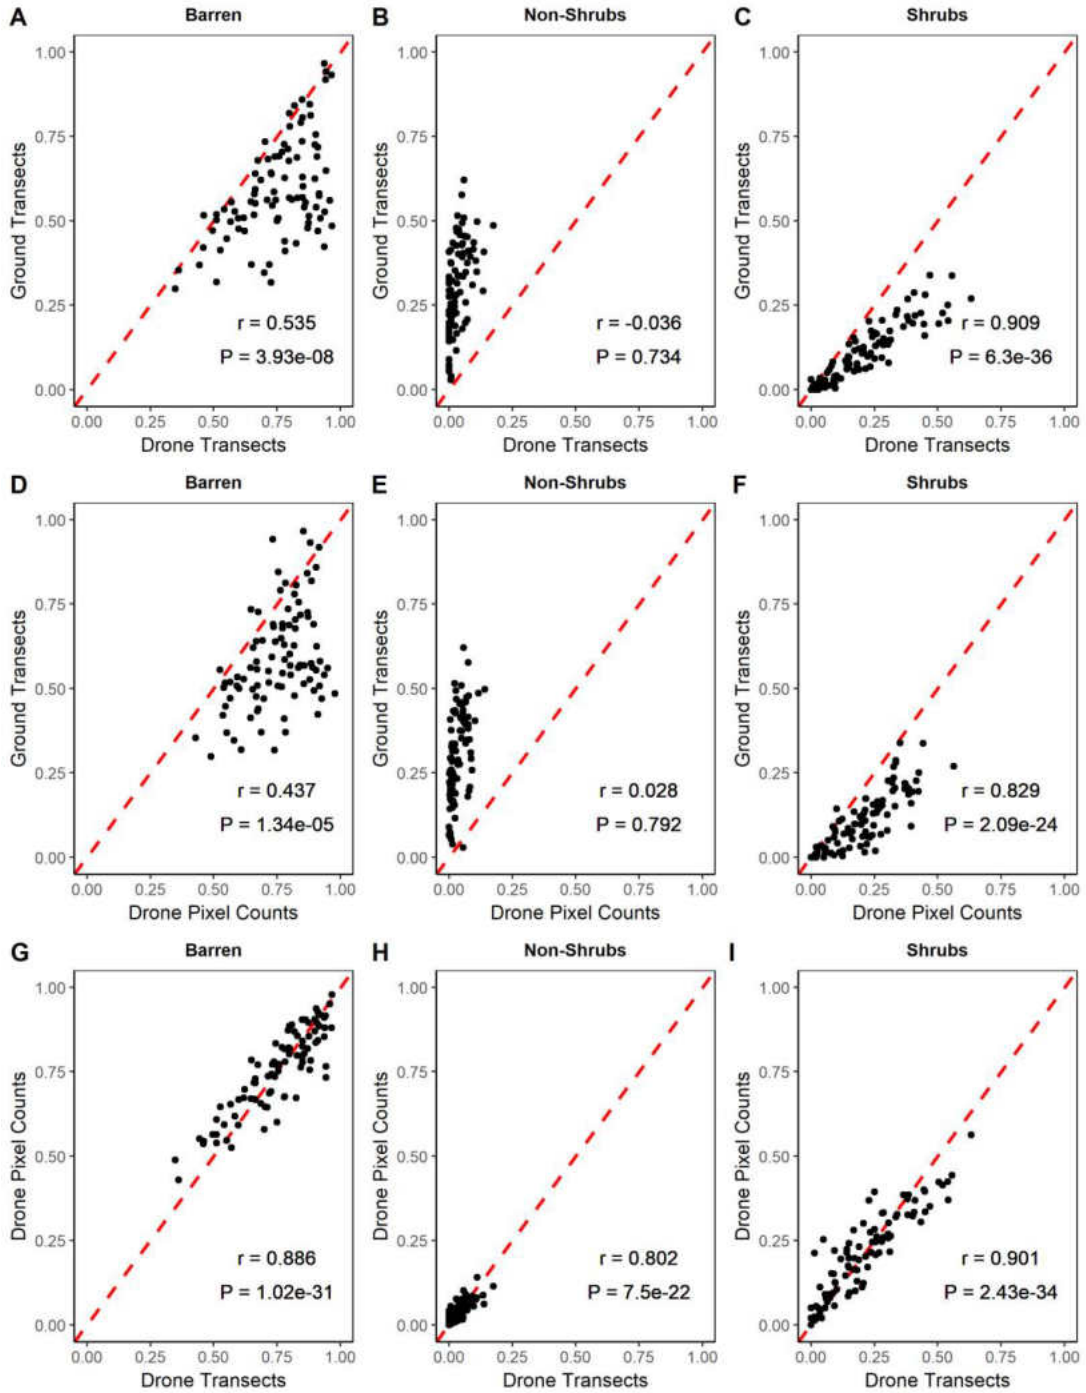 A Barren
B Non-Shrubs
C Shrubs
1.00
0.75
0.50
0.25
0.00
Ground Transects
r = 0.535
P = 3.93e-08
0.00 0.25 0.50 0.75 1.00
Drone Transects
1.00
0.75
0.50
0.25
0.00
Ground Transects
r = -0.036
P = 0.734
0.00 0.25 0.50 0.75 1.00
Drone Transects
1.00
0.75
0.50
0.25
0.00
Ground Transects
r = 0.909
P = 6.3e-36
0.00 0.25 0.50 0.75 1.00
Drone Transects
D Barren
E Non-Shrubs
F Shrubs
1.00
0.75
0.50
0.25
0.00
Ground Transects
r = 0.437
P = 1.34e-05
0.00 0.25 0.50 0.75 1.00
Drone Pixel Counts
1.00
0.75
0.50
0.25
0.00
Ground Transects
r = 0.028
P = 0.792
0.00 0.25 0.50 0.75 1.00
Drone Pixel Counts
1.00
0.75
0.50
0.25
0.00
Ground Transects
r = 0.829
P = 2.09e-24
0.00 0.25 0.50 0.75 1.00
Drone Pixel Counts
G Barren
H Non-Shrubs
I Shrubs
1.00
0.75
0.50
0.25
0.00
Drone Pixel Counts
r = 0.886
P = 1.02e-31
0.00 0.25 0.50 0.75 1.00
Drone Transects
1.00
0.75
0.50
0.25
0.00
Drone Pixel Counts
r = 0.802
P = 7.5e-22
0.00 0.25 0.50 0.75 1.00
Drone Transects
1.00
0.75
0.50
0.25
0.00
Drone Pixel Counts
r = 0.901
P = 2.43e-34
0.00 0.25 0.50 0.75 1.00
Drone Transects